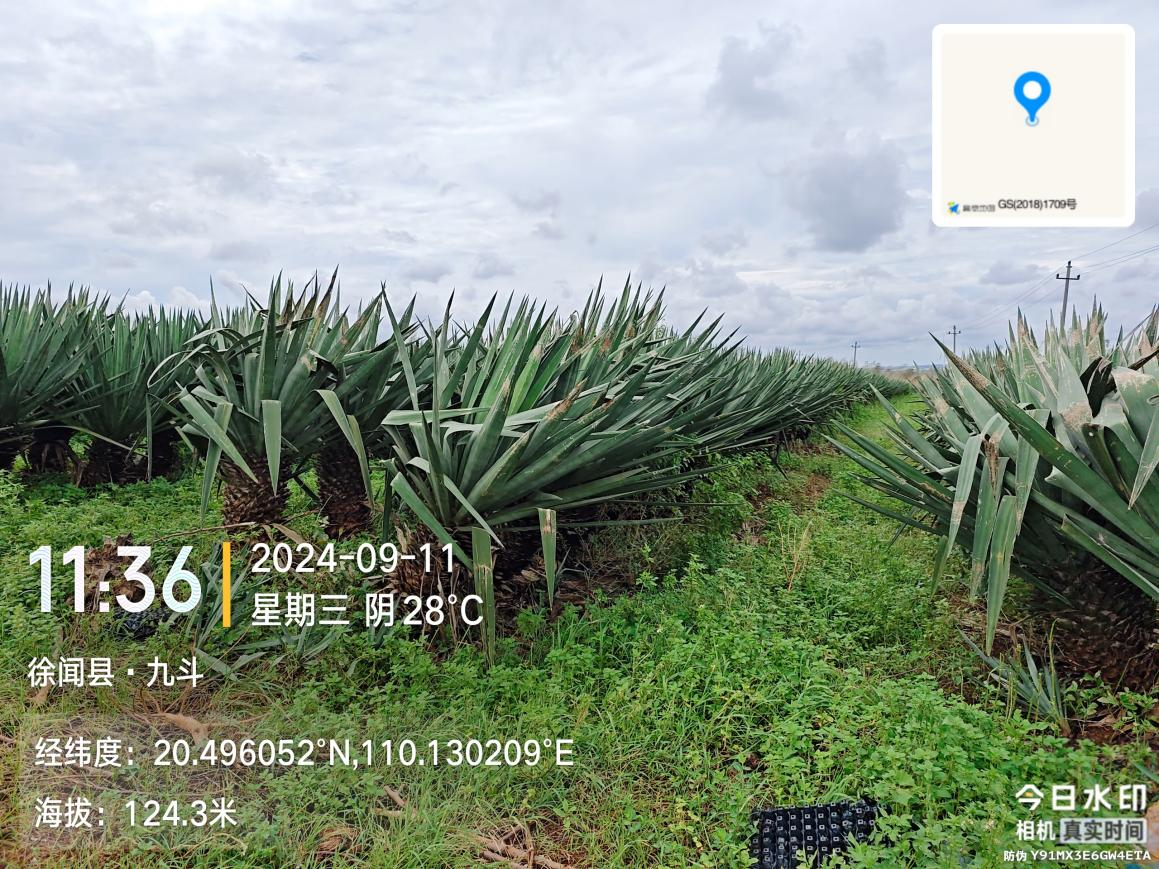 GS(2018)1709号
11:36
2024-09-11
星期三 阴 28°C
徐闻县·九斗
经纬度：20.496052°N,110.130209°E
海拔：124.3米
今日水印
相机 真实时间
防伪 Y91MX3E6GW4ETA